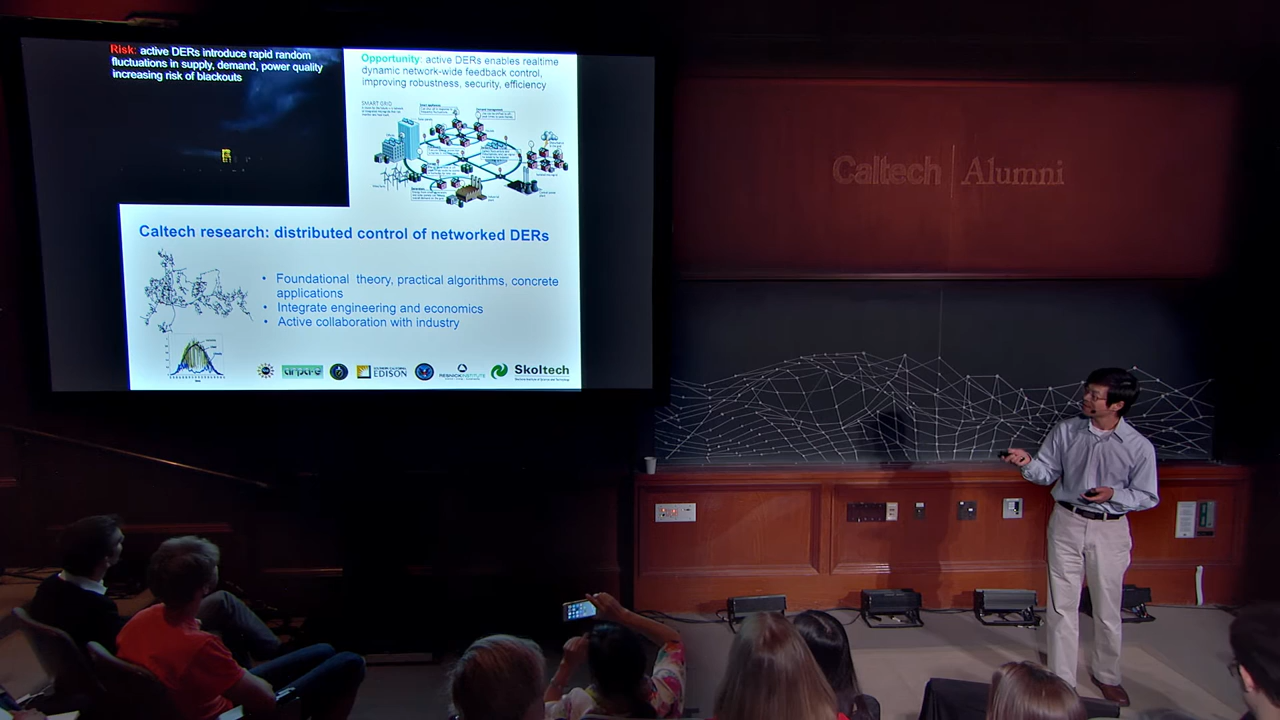 Risk: active DERs introduce rapid random
fluctuations in supply, demand, power quality
increasing risk of blackouts
Opportunity: active DERs enables realtime
dynamic network-wide feedback control,
improving robustness, security, efficiency
SMART GRID
Caltech research: distributed control of networked DERs
• Foundational theory, practical algorithms, concrete
applications
• Integrate engineering and economics
• Active collaboration with industry
arpa·e
EDISON
RESNICK INSTITUTE
Skoltech
Caltech | Alumni